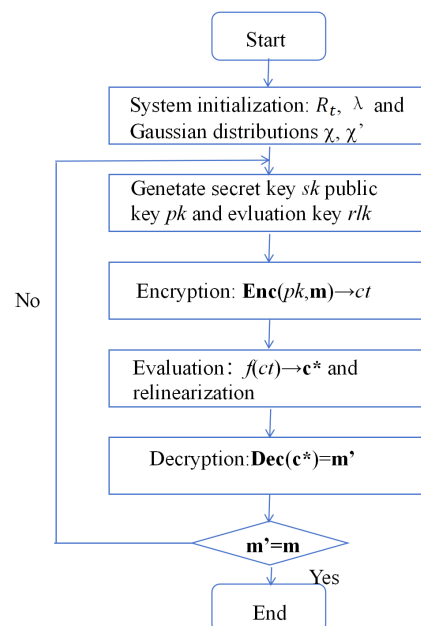 Start
System initialization: Rₜ, λ and
Gaussian distributions χ, χ’
Genetate secret key sk public
key pk and evluation key rlk
No
Encryption: Enc(pk,m)→ct
Evaluation： f(ct)→c* and
relinearization
Decryption:Dec(c*)=m’
m’=m
Yes
End